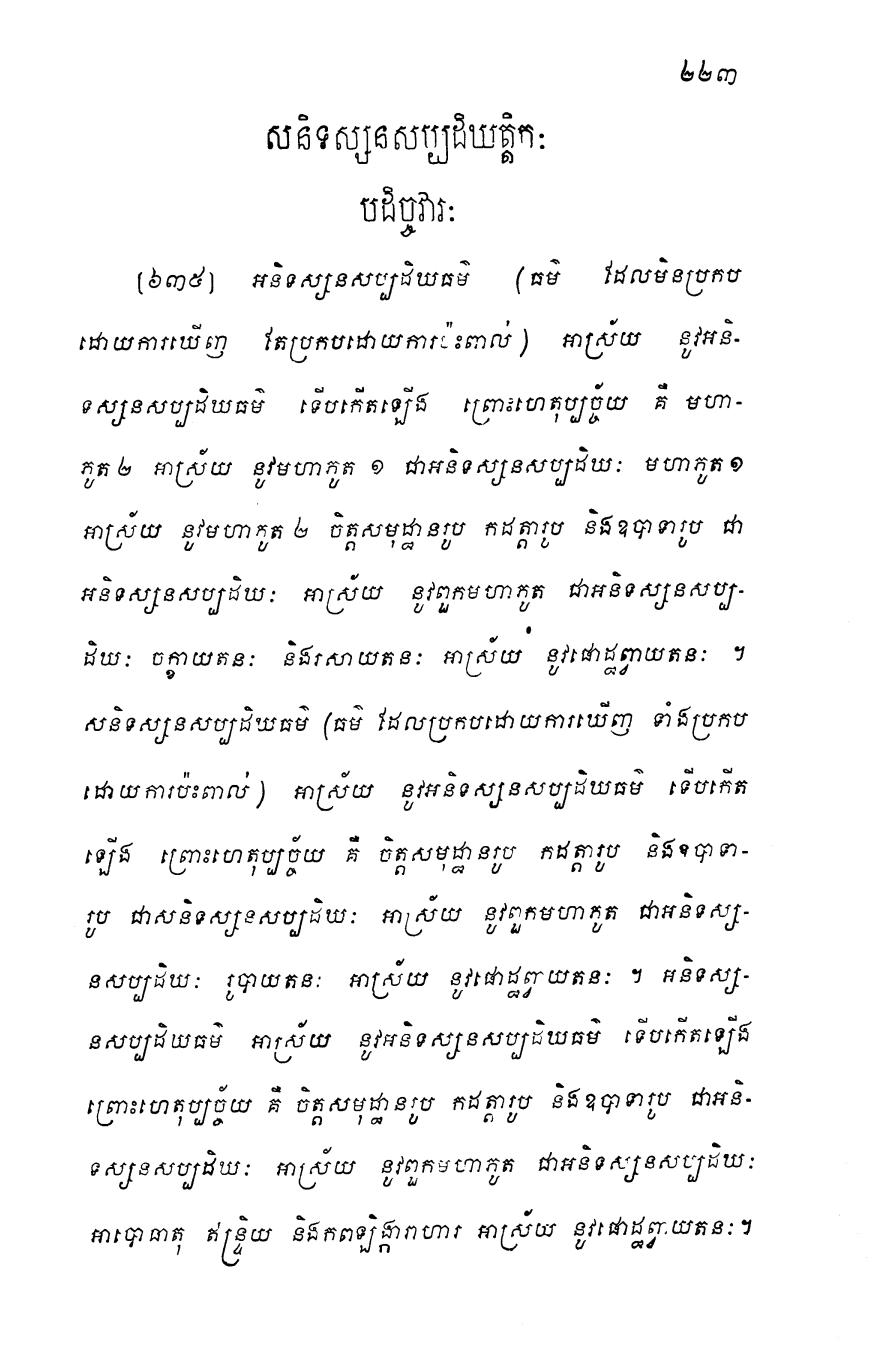 ២២៣
សនិទស្សនសប្បដិឃត្តិកៈ
បដិច្ចវារៈ
[៦៣៥] អនិទស្សនសប្បដិឃធម៌ (ធម៌ ដែលមិនប្រកប
ដោយការឃើញ តែប្រកបដោយការប៉ះពាល់) អាស្រ័យ នូវអនិ-
ទស្សនសប្បដិឃធម៌ ទើបកើតឡើង ព្រោះហេតុប្បច្ច័យ គឺ មហា-
ភូត ២ អាស្រ័យ នូវមហាភូត ១ ជាអនិទស្សនសប្បដិឃៈ មហាភូត ១
អាស្រ័យ នូវមហាភូត ២ ចិត្តសមុដ្ឋានរូប កដត្តារូប និងឧបាទារូប ជា
អនិទស្សនសប្បដិឃៈ អាស្រ័យ នូវពួកមហាភូត ជាអនិទស្សនសប្ប-
ដិឃៈ ចក្ខាយតនៈ និងរសាយតនៈ អាស្រ័យ នូវផោដ្ឋព្វាយតនៈ ។
សនិទស្សនសប្បដិឃធម៌ (ធម៌ ដែលប្រកបដោយការឃើញ ទាំងប្រកប
ដោយការប៉ះពាល់) អាស្រ័យ នូវអនិទស្សនសប្បដិឃធម៌ ទើបកើត
ឡើង ព្រោះហេតុប្បច្ច័យ គឺ ចិត្តសមុដ្ឋានរូប កដត្តារូប និងឧបាទា-
រូប ជាសនិទស្សនសប្បដិឃៈ អាស្រ័យ នូវពួកមហាភូត ជាអនិទស្ស-
នសប្បដិឃៈ រូបាយតនៈ អាស្រ័យ នូវផោដ្ឋព្វាយតនៈ ។ អនិទស្ស-
នសប្បដិឃធម៌ អាស្រ័យ នូវអនិទស្សនសប្បដិឃធម៌ ទើបកើតឡើង
ព្រោះហេតុប្បច្ច័យ គឺ ចិត្តសមុដ្ឋានរូប កដត្តារូប និងឧបាទារូប ជាអនិ-
ទស្សនសប្បដិឃៈ អាស្រ័យ នូវពួកមហាភូត ជាអនិទស្សនសប្បដិឃៈ
អាបោធាតុ ឥន្ទ្រិយ និងកពឡិង្ការាហារ អាស្រ័យ នូវផោដ្ឋព្វាយតនៈ។